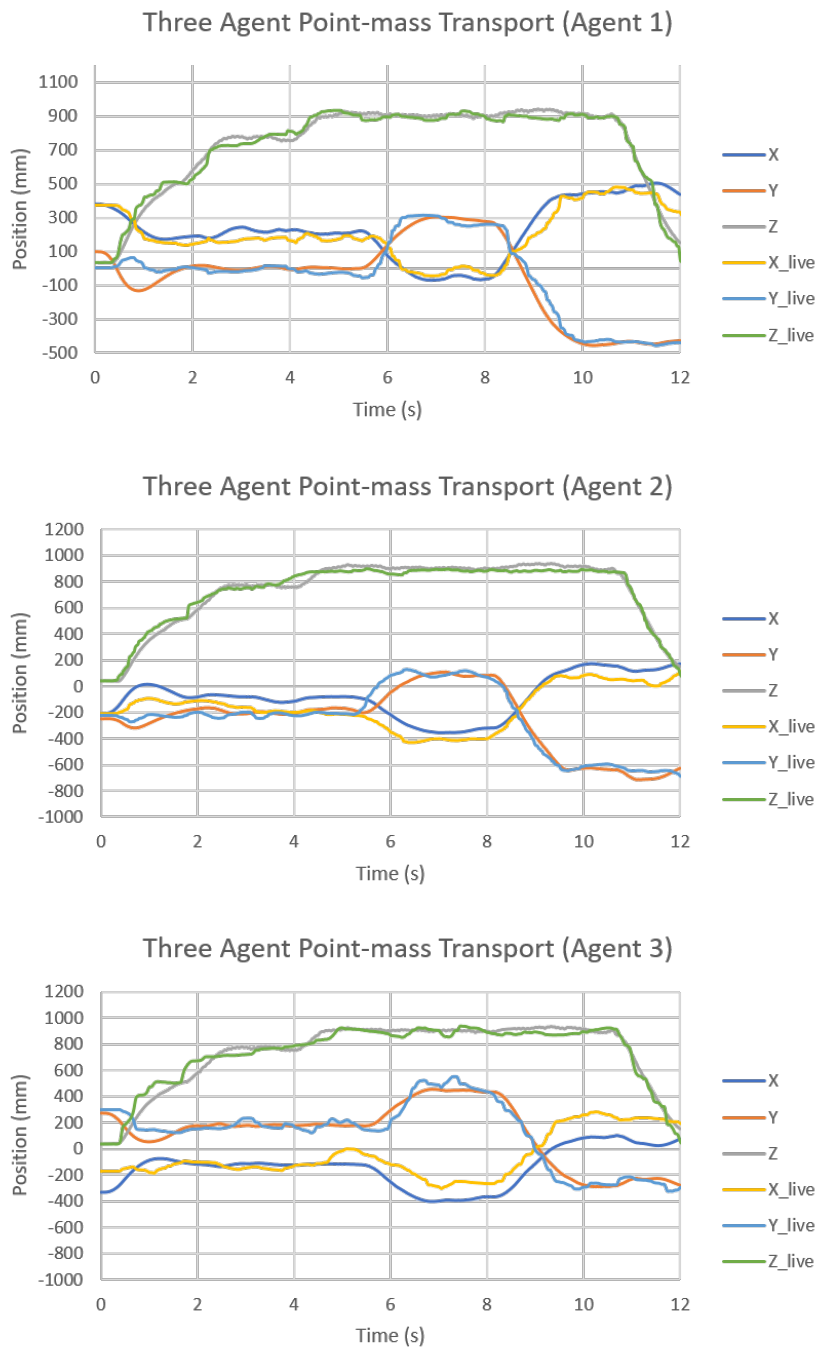 Three Agent Point-mass Transport (Agent 1)
1100
900
700
500
300
100
-100
-300
-500
Position (mm)
0 2 4 6 8 10 12
Time (s)
X
Y
Z
X_live
Y_live
Z_live
Three Agent Point-mass Transport (Agent 2)
1200
1000
800
600
400
200
0
-200
-400
-600
-800
-1000
Position (mm)
0 2 4 6 8 10 12
Time (s)
X
Y
Z
X_live
Y_live
Z_live
Three Agent Point-mass Transport (Agent 3)
1200
1000
800
600
400
200
0
-200
-400
-600
-800
-1000
Position (mm)
0 2 4 6 8 10 12
Time (s)
X
Y
Z
X_live
Y_live
Z_live